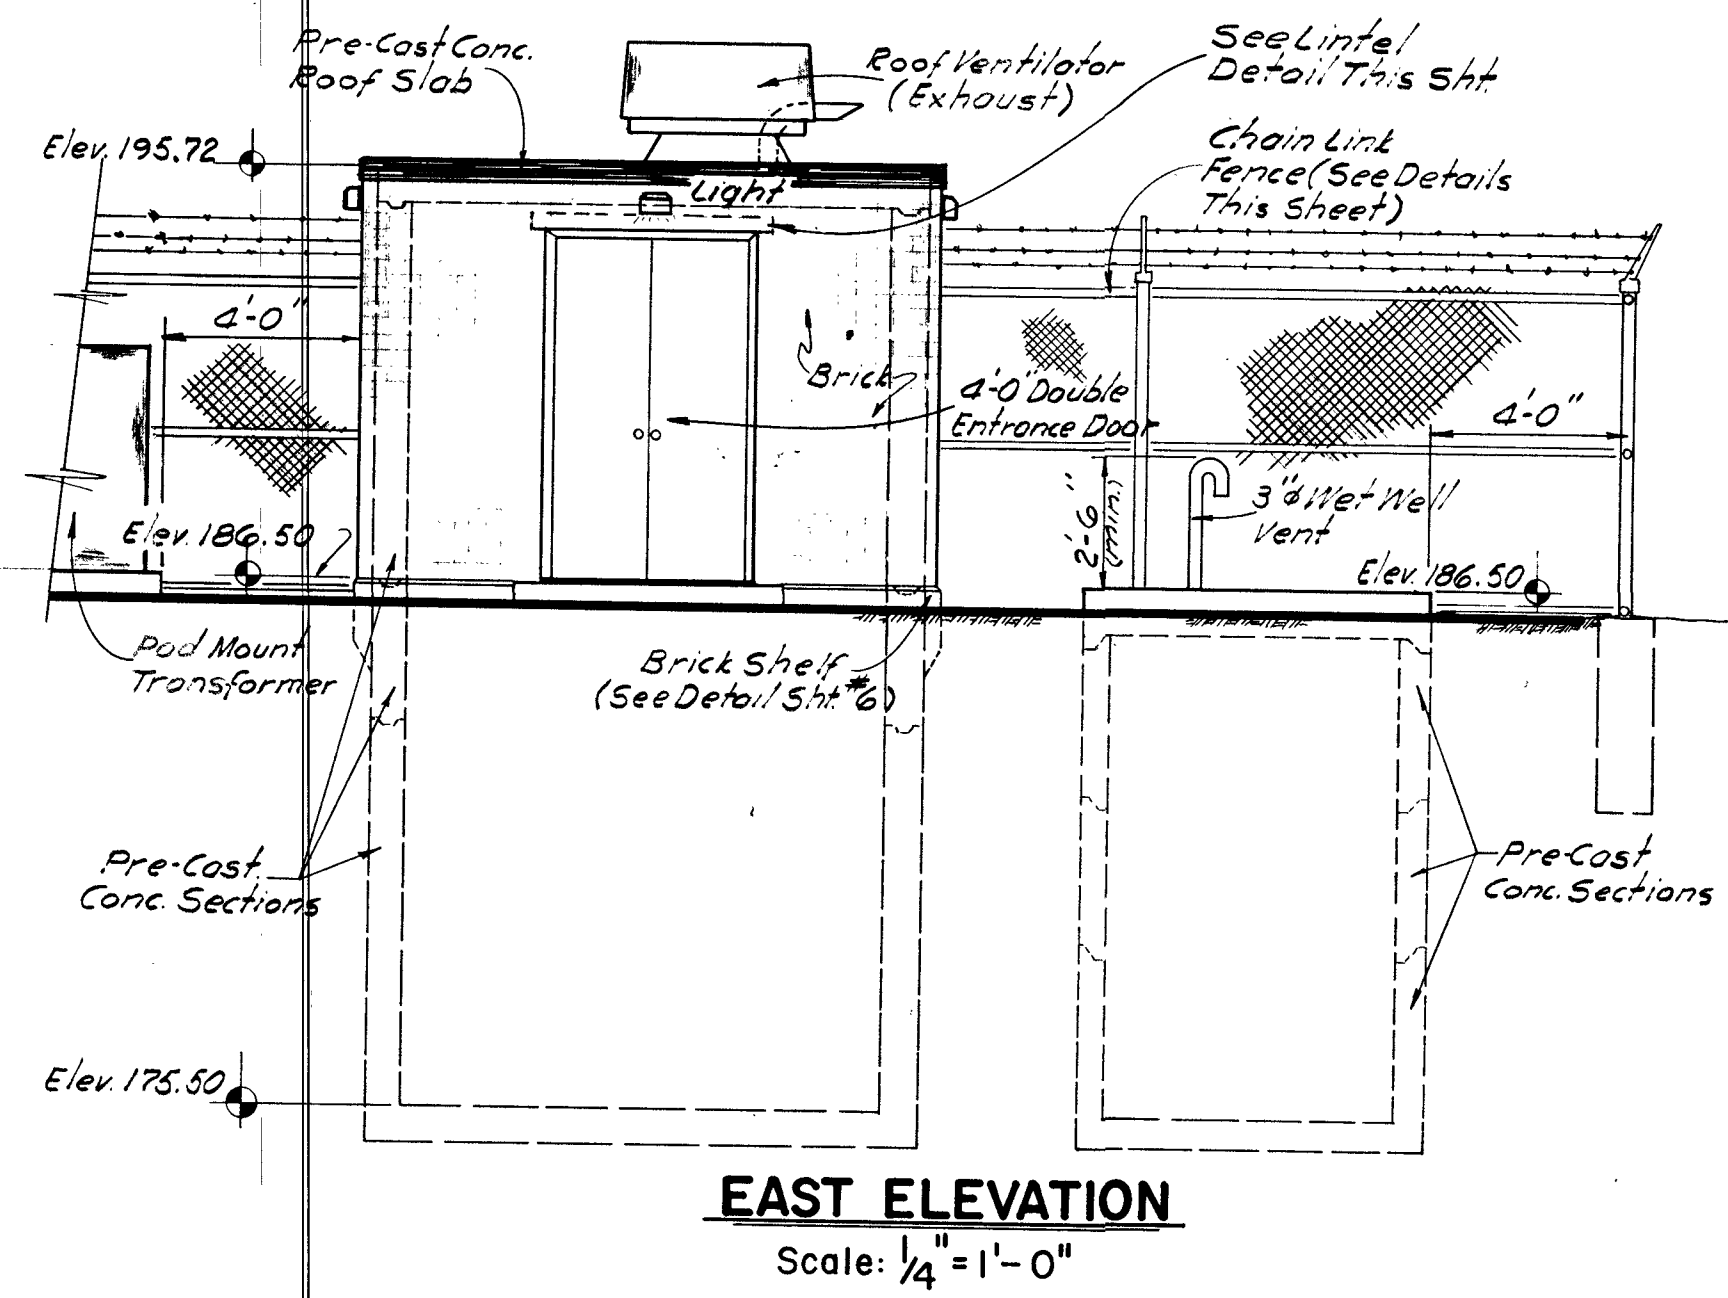 Pre-Cast Conc.
Roof Slab
Roof Ventilator
(Exhaust)
See Lintel
Detail This Sht.
Chain Link
Fence (See Details
This Sheet)
Elev. 195.72
Light
4'-0"
Brick
4'-0" Double
Entrance Door
4'-0"
2'-6"
(min.)
3"ø Wet Well
Vent
Elev. 186.50
Elev. 186.50
Pad Mount
Transformer
Brick Shelf
(See Detail Sht. #6)
Pre-Cast
Conc. Sections
Pre-Cast
Conc. Sections
Elev. 175.50
EAST ELEVATION
Scale: 1/4" = 1'-0"